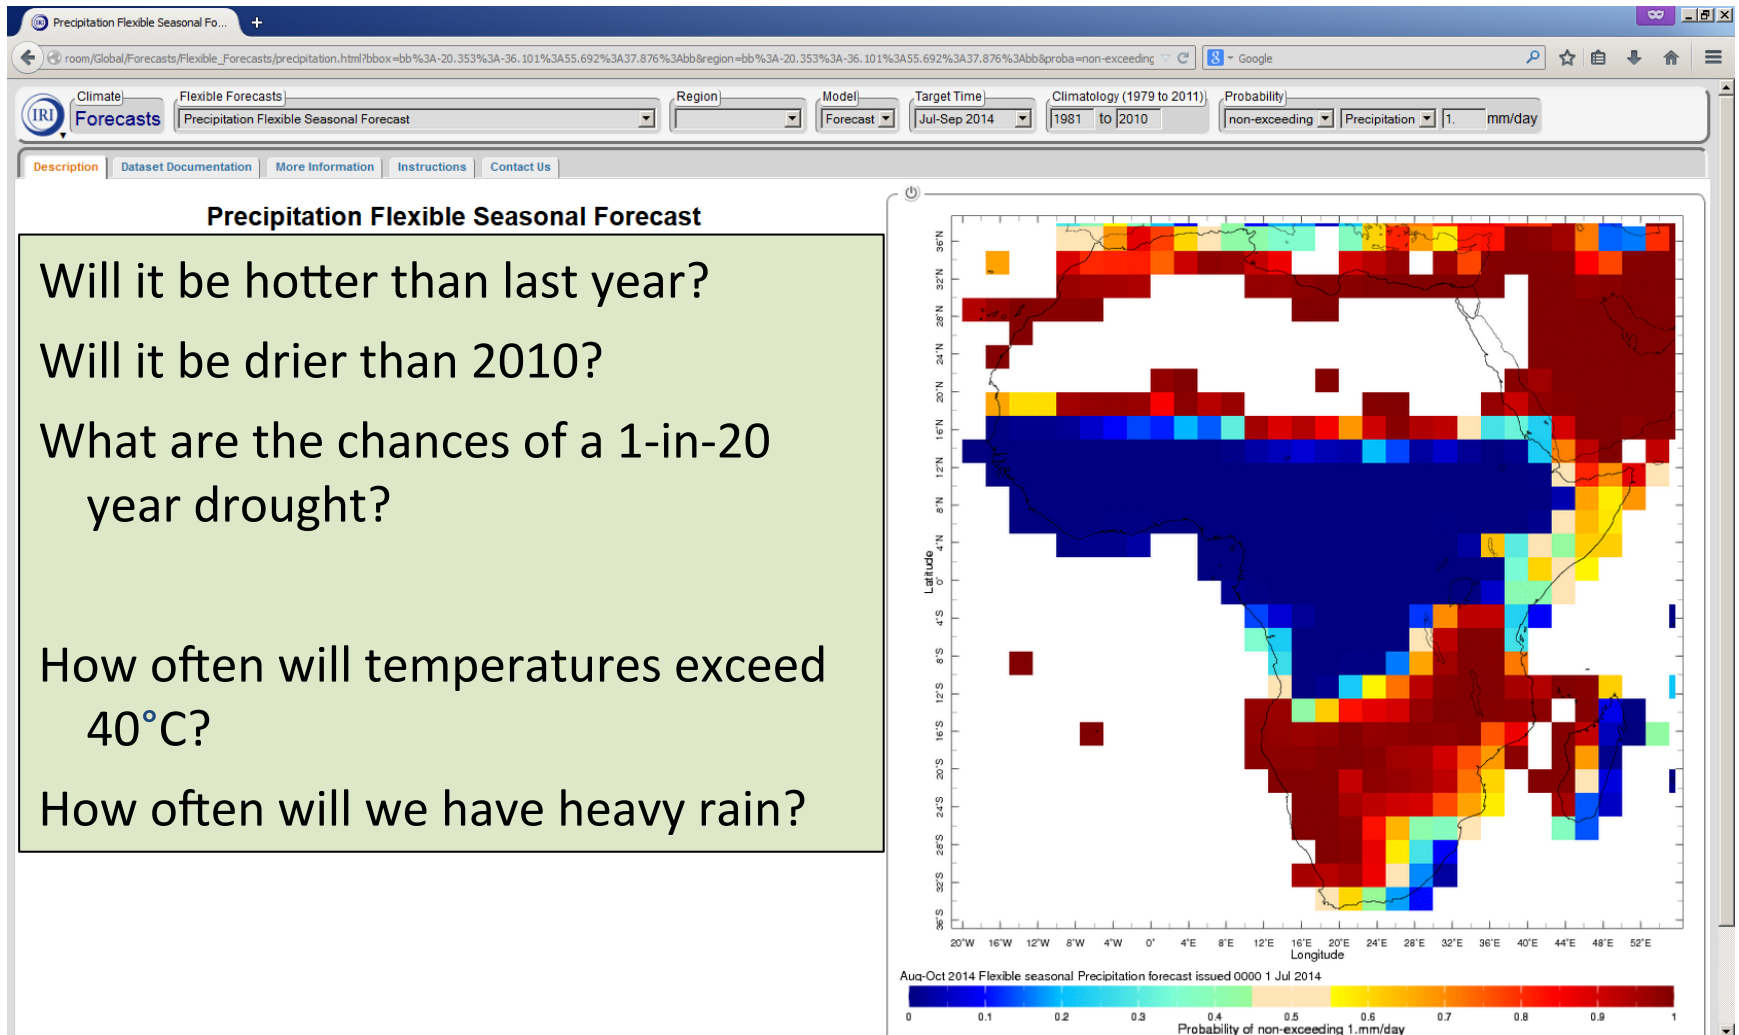 Precipitation Flexible Seasonal Fo...
room/Global/Forecasts/Flexible_Forecasts/precipitation.html?bbox=bb%3A-20.353%3A-36.101%3A55.692%3A37.876%3Abb&region=bb%3A-20.353%3A-36.101%3A55.692%3A37.876%3Abb&proba=non-exceeding
8 Google
IRI
Climate Flexible Forecasts Region Model Target Time Climatology (1979 to 2011) Probability
Forecasts Precipitation Flexible Seasonal Forecast Forecast Jul-Sep 2014 1981 to 2010 non-exceeding Precipitation 1. mm/day
Description Dataset Documentation More Information Instructions Contact Us
Precipitation Flexible Seasonal Forecast
Will it be hotter than last year?
Will it be drier than 2010?
What are the chances of a 1-in-20
year drought?
How often will temperatures exceed
40°C?
How often will we have heavy rain?
36°N
32°N
28°N
24°N
20°N
16°N
12°N
8°N
4°N
0°
4°S
8°S
12°S
16°S
20°S
24°S
28°S
32°S
36°S
Latitude
20°W 16°W 12°W 8°W 4°W 0° 4°E 8°E 12°E 16°E 20°E 24°E 28°E 32°E 36°E 40°E 44°E 48°E 52°E
Longitude
Aug-Oct 2014 Flexible seasonal Precipitation forecast issued 0000 1 Jul 2014
0 0.1 0.2 0.3 0.4 0.5 0.6 0.7 0.8 0.9 1
Probability of non-exceeding 1.mm/day